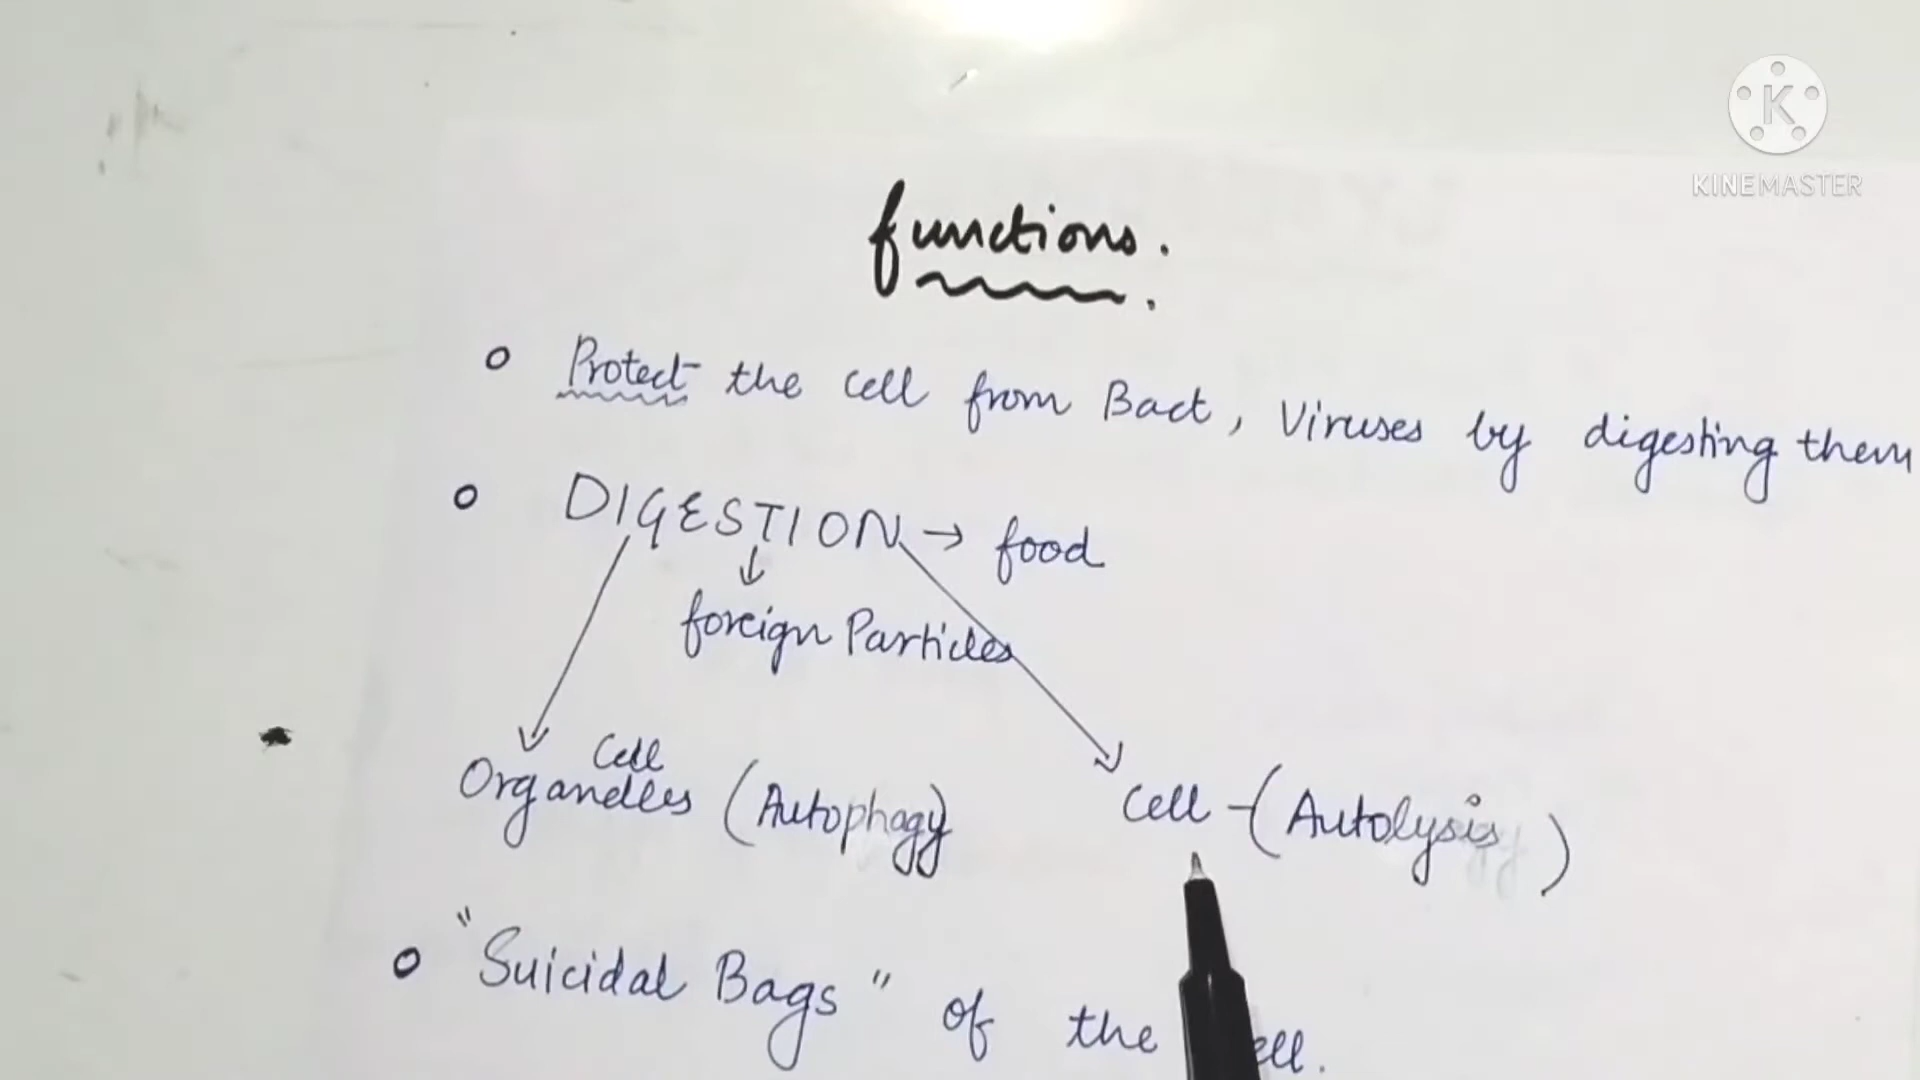 KINEMASTER
functions.
o Protect the cell from Bact, Viruses by digesting them
o DIGESTION → food
↓
foreign Particles
Cell
Organelles (Autophagy)
Cell - (Autolysis)
o "Suicidal Bags" of the ell.